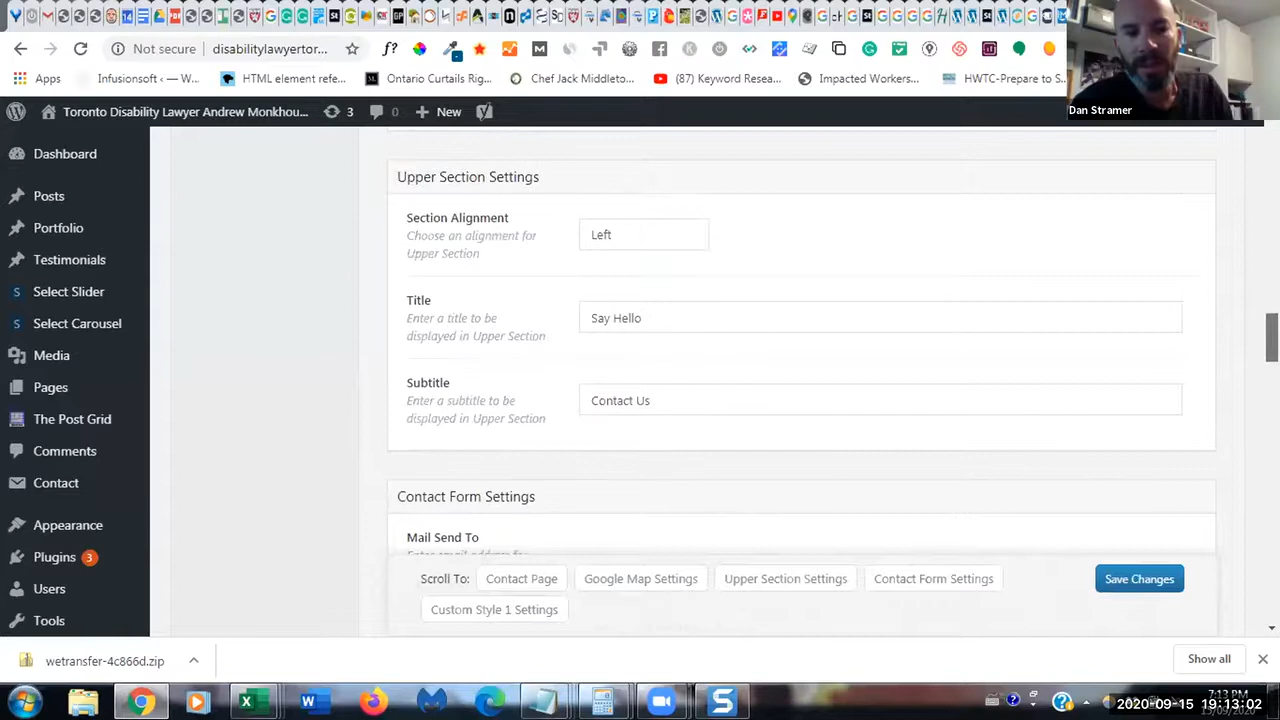 Not secure disabilitylawyertor...
Apps Infusionsoft ‹ — W... HTML element refe... Ontario Curtails Rig... Chef Jack Middleto... (87) Keyword Resea... Impacted Workers... HWTC-Prepare to S...
Dan Stramer
Toronto Disability Lawyer Andrew Monkhou... 3 0 New
Dashboard
Posts
Portfolio
Testimonials
Select Slider
Select Carousel
Media
Pages
The Post Grid
Comments
Contact
Appearance
Plugins 3
Users
Tools
Upper Section Settings
Section Alignment
Choose an alignment for
Upper Section
Left
Title
Enter a title to be
displayed in Upper Section
Say Hello
Subtitle
Enter a subtitle to be
displayed in Upper Section
Contact Us
Contact Form Settings
Mail Send To
Enter email address for
Scroll To: Contact Page Google Map Settings Upper Section Settings Contact Form Settings Save Changes
Custom Style 1 Settings
wetransfer-4c866d.zip Show all
7:13 PM
2020-09-15 19:13:02